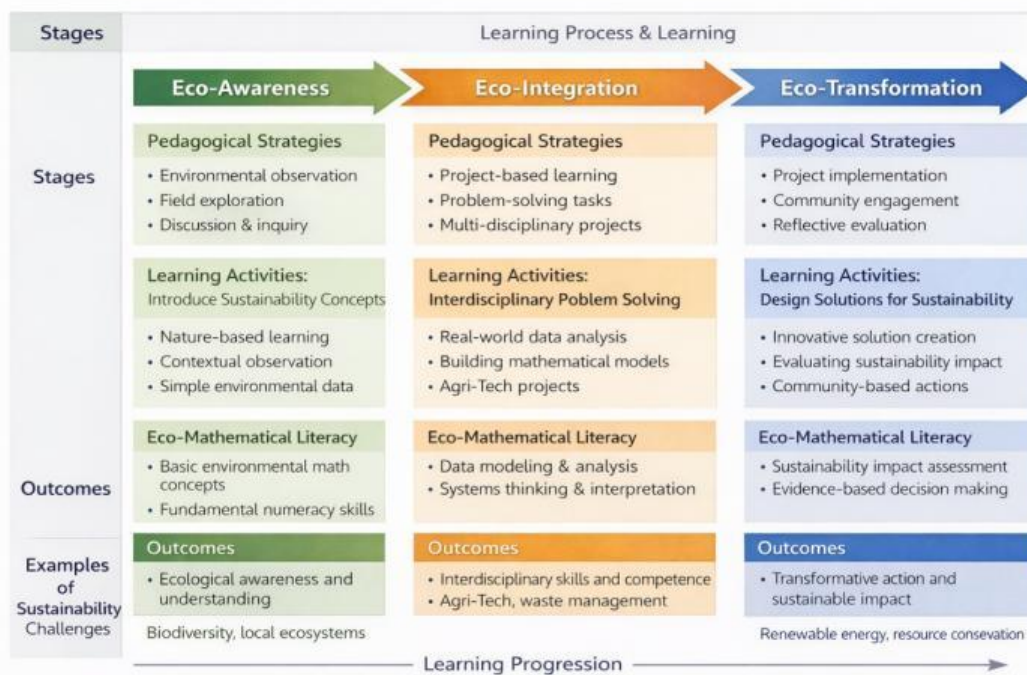 Stages
Learning Process & Learning
Eco-Awareness
Eco-Integration
Eco-Transformation
Stages
Pedagogical Strategies
• Environmental observation
• Field exploration
• Discussion & inquiry
Pedagogical Strategies
• Project-based learning
• Problem-solving tasks
• Multi-disciplinary projects
Pedagogical Strategies
• Project implementation
• Community engagement
• Reflective evaluation
Learning Activities:
Introduce Sustainability Concepts
• Nature-based learning
• Contextual observation
• Simple environmental data
Learning Activities:
Interdisciplinary Poblem Solving
• Real-world data analysis
• Building mathematical models
• Agri-Tech projects
Learning Activities:
Design Solutions for Sustainability
• Innovative solution creation
• Evaluating sustainability impact
• Community-based actions
Outcomes
Eco-Mathematical Literacy
• Basic environmental math
concepts
• Fundamental numeracy skills
Eco-Mathematical Literacy
• Data modeling & analysis
• Systems thinking & interpretation
Eco-Mathematical Literacy
• Sustainability impact assessment
• Evidence-based decision making
Examples
of
Sustainability
Challenges
Outcomes
• Ecological awareness and
understanding
Biodiversity, local ecosystems
Outcomes
• Interdisciplinary skills and competence
• Agri-Tech, waste management
Outcomes
• Transformative action and
sustainable impact
Renewable energy, resource consevation
Learning Progression